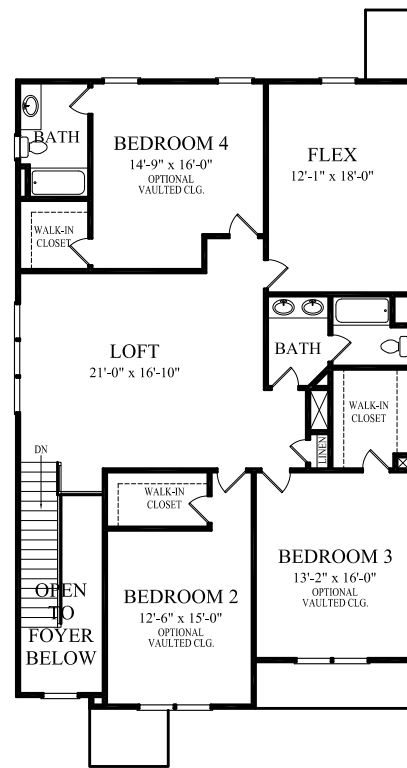 BATH
BEDROOM 4
14'-9" x 16'-0"
OPTIONAL
VAULTED CLG.
FLEX
12'-1" x 18'-0"
WALK-IN
CLOSET
LOFT
21'-0" x 16'-10"
BATH
WALK-IN
CLOSET
LINEN
DN
WALK-IN
CLOSET
BEDROOM 3
13'-2" x 16'-0"
OPTIONAL
VAULTED CLG.
BEDROOM 2
12'-6" x 15'-0"
OPTIONAL
VAULTED CLG.
OPEN
TO
FOYER
BELOW